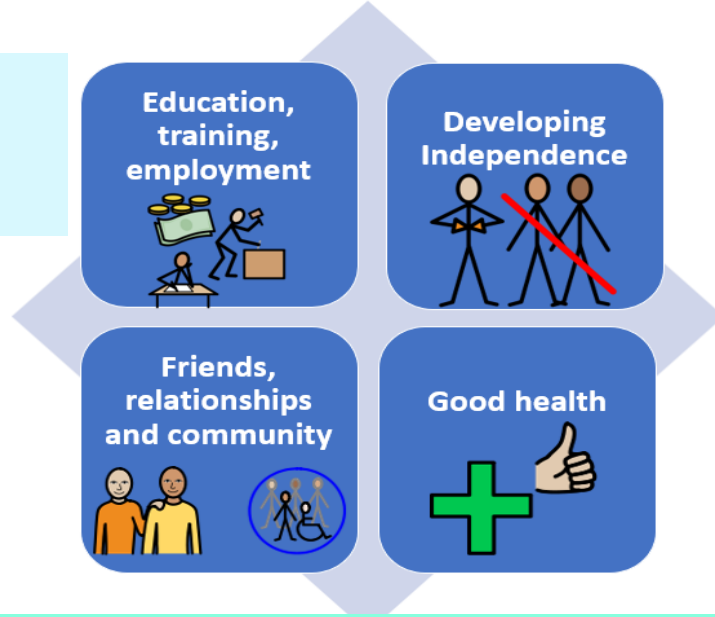 Education,
training,
employment
Developing
Independence
Friends,
relationships
and community
Good health